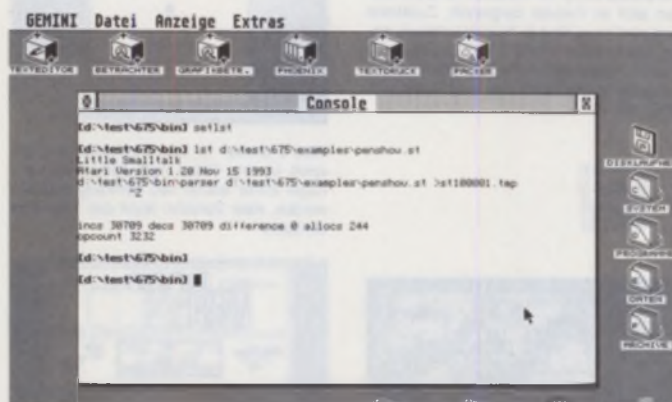 GEMINI Datei Anzeige Extras
TEXTEDITOR BETRACHTER GRAFIKBETR. PHOENIX TEXTDRUCK PACKER
Console
[d:\test\675\bin] setlst
[d:\test\675\bin] lst d:\test\675\examples\penshow.st
Little Smalltalk
Atari Version 1.20 Nov 15 1993
d:\test\675\bin\parser d:\test\675\examples\penshow.st >st100001.tmp
^Z
incs 30709 decs 30709 difference 0 allocs 244
opcount 3232
[d:\test\675\bin]
[d:\test\675\bin]
SYSTEM
PROGRAMME
DATEN
ARCHIVE